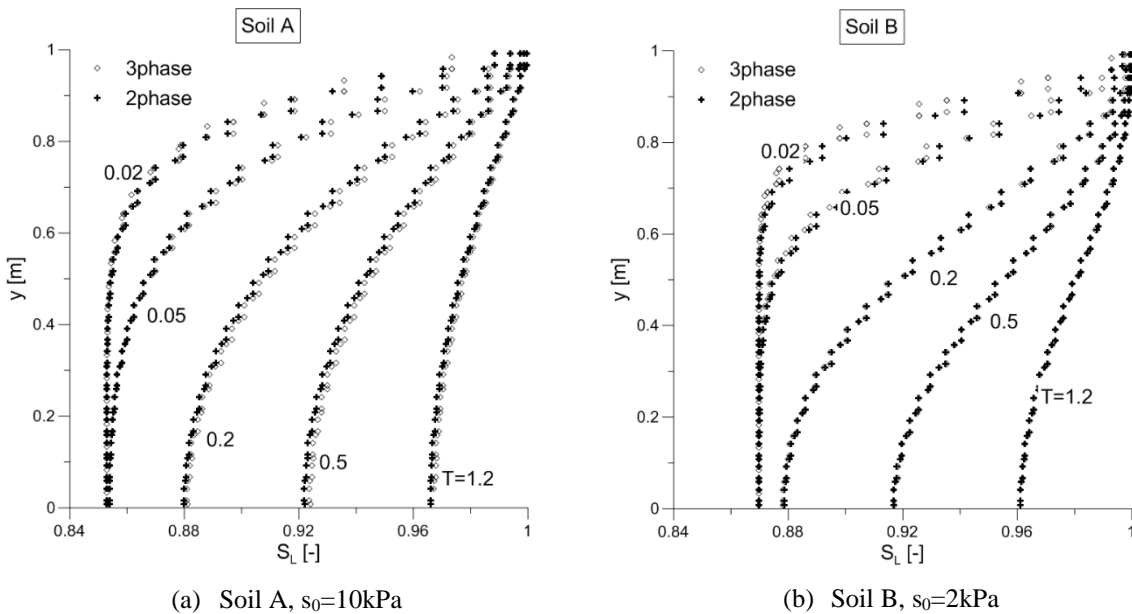 Soil A
3phase
2phase
1
0.8
0.6
0.4
0.2
0
y [m]
0.02
0.05
0.2
0.5
T=1.2
0.84
0.88
0.92
0.96
1
S_L [-]
(a) Soil A, s₀=10kPa
Soil B
3phase
2phase
1
0.8
0.6
0.4
0.2
0
y [m]
0.02
0.05
0.2
0.5
T=1.2
0.84
0.88
0.92
0.96
1
S_L [-]
(b) Soil B, s₀=2kPa